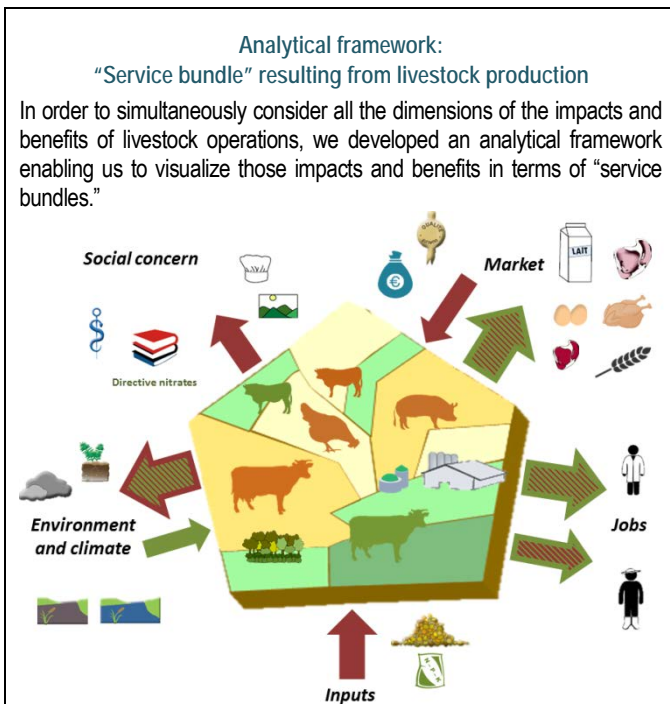 Analytical framework:
“Service bundle” resulting from livestock production
In order to simultaneously consider all the dimensions of the impacts and
benefits of livestock operations, we developed an analytical framework
enabling us to visualize those impacts and benefits in terms of “service
bundles.”
Social concern
Market
QUALITÉ
LAIT
€
Directive nitrates
Environment
and climate
Jobs
Inputs